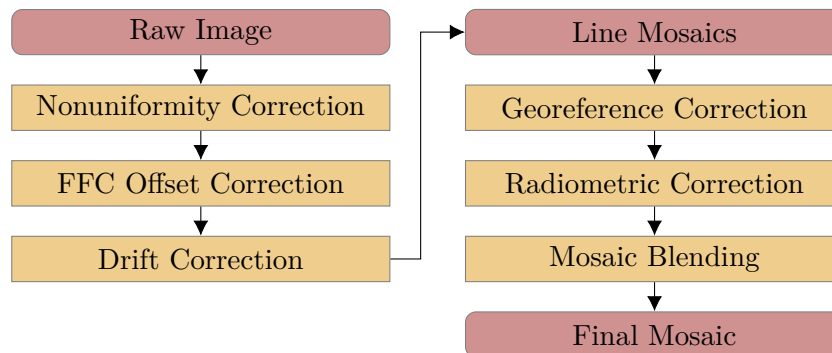 Raw Image
Nonuniformity Correction
FFC Offset Correction
Drift Correction
Line Mosaics
Georeference Correction
Radiometric Correction
Mosaic Blending
Final Mosaic